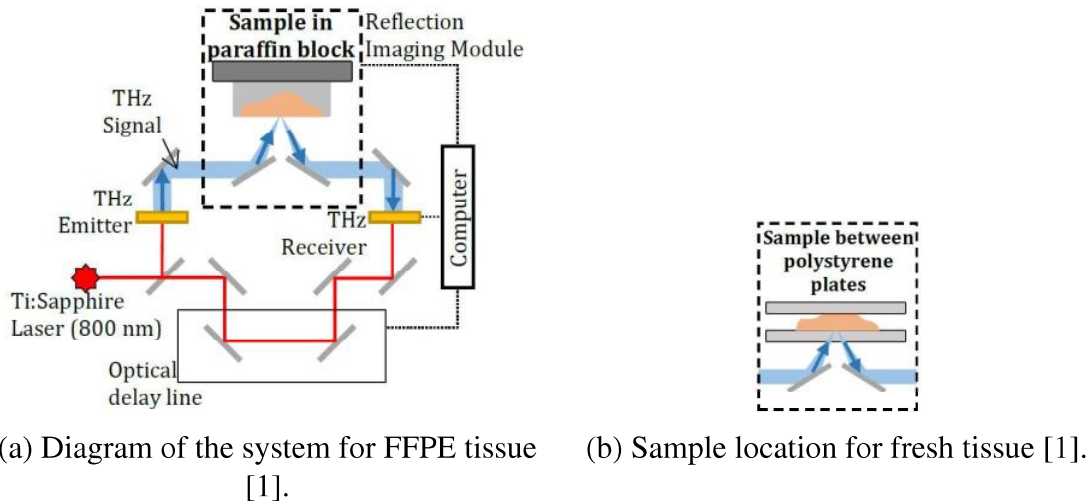 Sample in
paraffin block
Reflection
Imaging Module
THz
Signal
THz
Emitter
THz
Receiver
Computer
Ti:Sapphire
Laser (800 nm)
Optical
delay line
Sample between
polystyrene
plates
(a) Diagram of the system for FFPE tissue
[1].
(b) Sample location for fresh tissue [1].